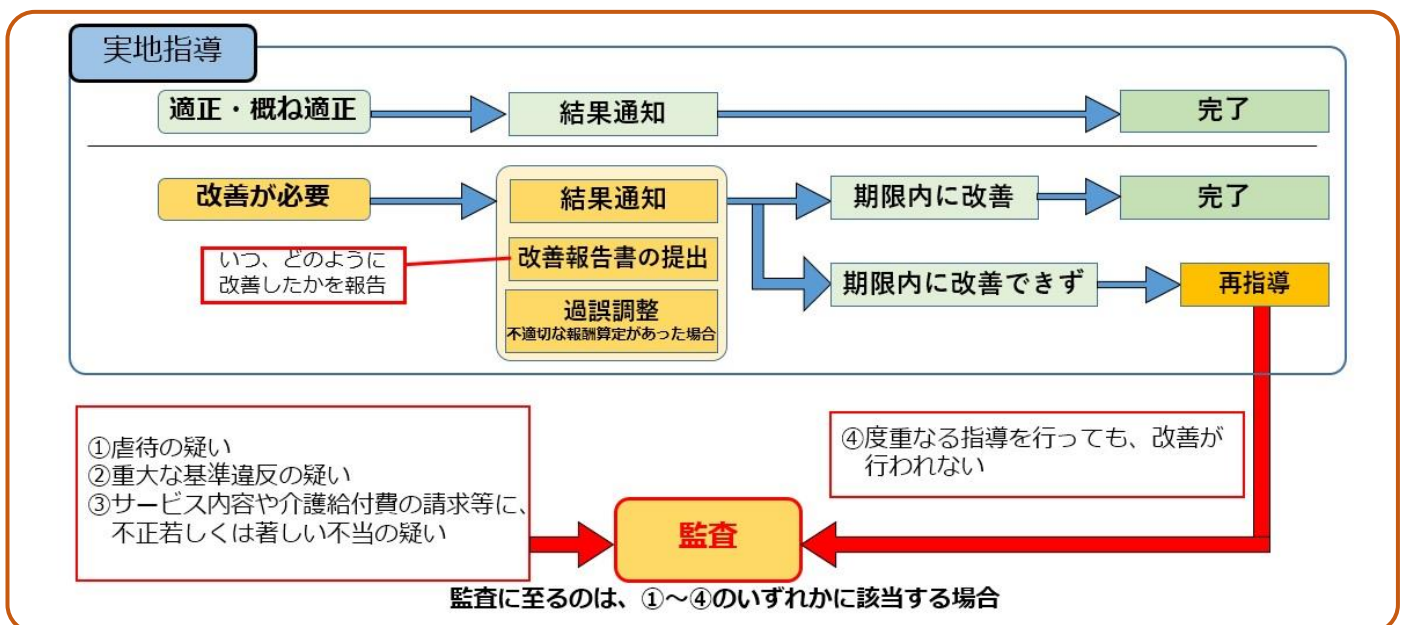 実地指導
適正・概ね適正
結果通知
完了
改善が必要
結果通知
期限内に改善
完了
いつ、どのように
改善したかを報告
改善報告書の提出
過誤調整
不適切な報酬算定があった場合
期限内に改善できず
再指導
①虐待の疑い
②重大な基準違反の疑い
③サービス内容や介護給付費の請求等に、
不正若しくは著しい不当の疑い
④度重なる指導を行っても、改善が
行われない
監査
監査に至るのは、①～④のいずれかに該当する場合